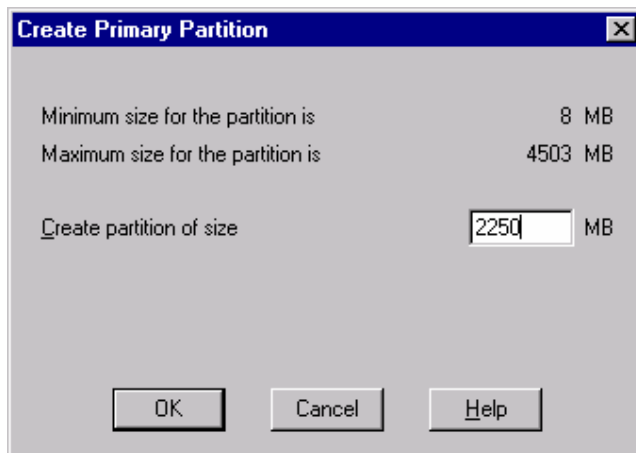 Create Primary Partition
Minimum size for the partition is 8 MB
Maximum size for the partition is 4503 MB
Create partition of size 2250 MB
OK Cancel Help